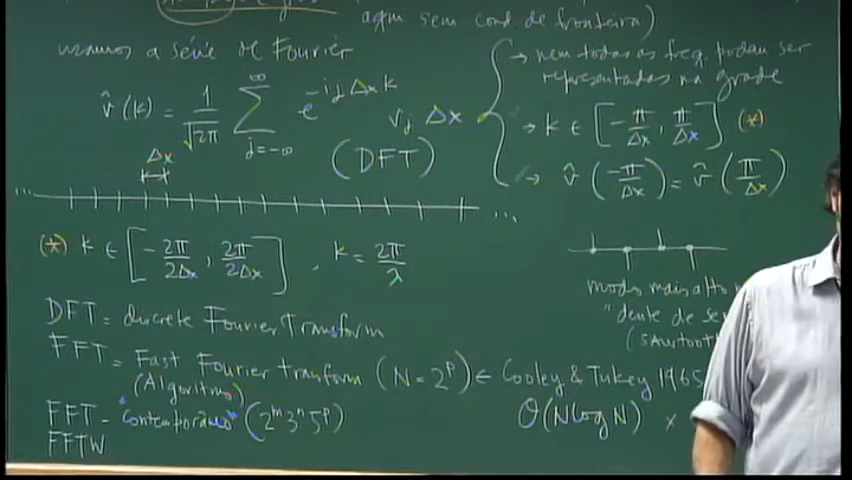 aqui sem cond. de fronteira)
usamos a série de Fourier
v̂(k) = 1/√2π ∑_{j=-∞}^{∞} e^{-ijΔxk} v_j Δx
(DFT)
→ nem todas as freq. podem ser
representadas na grade
→ k ∈ [-π/Δx, π/Δx] (*)
→ v̂(-π/Δx) = v̂(π/Δx)
Δx
... ...
(*) k ∈ [-2π/2Δx, 2π/2Δx], k = 2π/λ
modo mais alto
"dente de se
(sawtooth
DFT = discrete Fourier Transform
FFT = Fast Fourier transform (N = 2^p) ← Cooley & Tukey 1965
(Algoritmo)
FFT - "contemporâneo" (2^m 3^n 5^p)
O(N log N) ×
FFTW